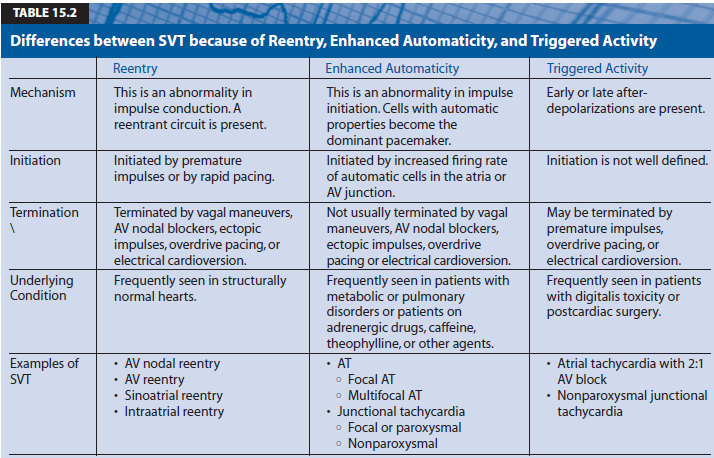 TABLE 15.2
Differences between SVT because of Reentry, Enhanced Automaticity, and Triggered Activity
Reentry
Enhanced Automaticity
Triggered Activity
Mechanism
This is an abnormality in
impulse conduction. A
reentrant circuit is present.
This is an abnormality in impulse
initiation. Cells with automatic
properties become the
dominant pacemaker.
Early or late after-
depolarizations are present.
Initiation
Initiated by premature
impulses or by rapid pacing.
Initiated by increased firing rate
of automatic cells in the atria or
AV junction.
Initiation is not well defined.
Termination
\
Terminated by vagal maneuvers,
AV nodal blockers, ectopic
impulses, overdrive pacing, or
electrical cardioversion.
Not usually terminated by vagal
maneuvers, AV nodal blockers,
ectopic impulses, overdrive
pacing or electrical cardioversion.
May be terminated by
premature impulses,
overdrive pacing, or
electrical cardioversion.
Underlying
Condition
Frequently seen in structurally
normal hearts.
Frequently seen in patients with
metabolic or pulmonary
disorders or patients on
adrenergic drugs, caffeine,
theophylline, or other agents.
Frequently seen in patients
with digitalis toxicity or
postcardiac surgery.
Examples of
SVT
• AV nodal reentry
• AV reentry
• Sinoatrial reentry
• Intraatrial reentry
• AT
○ Focal AT
○ Multifocal AT
• Junctional tachycardia
○ Focal or paroxysmal
○ Nonparoxysmal
• Atrial tachycardia with 2:1
AV block
• Nonparoxysmal junctional
tachycardia